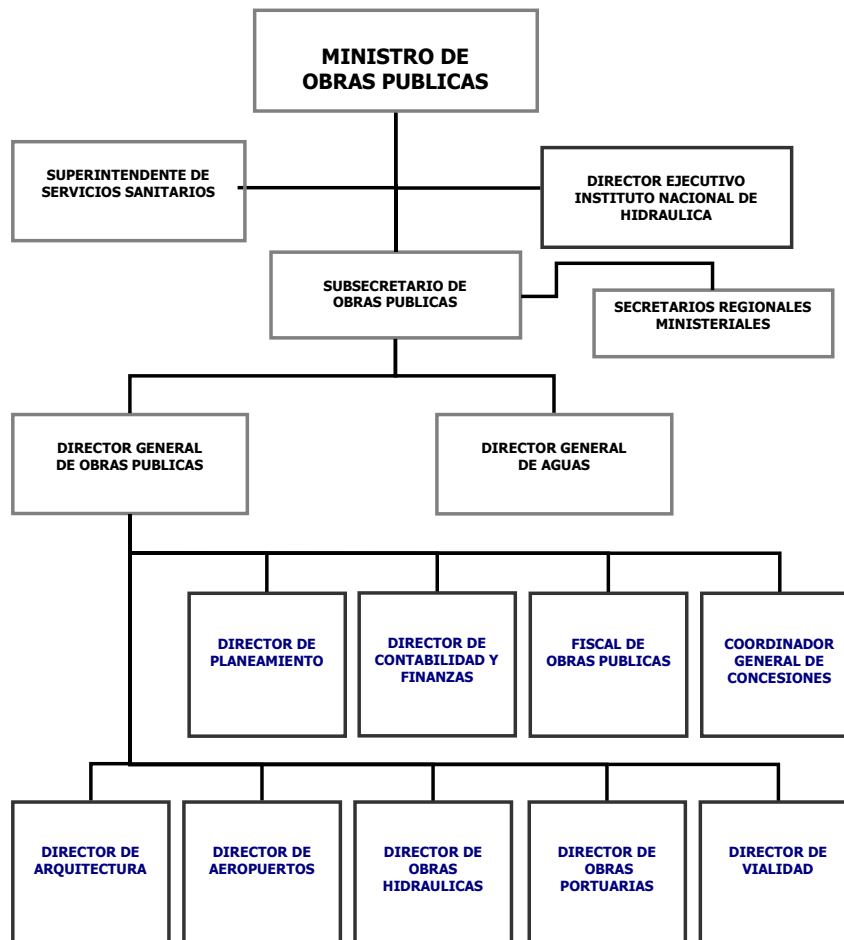 MINISTRO DE
OBRAS PUBLICAS
SUPERINTENDENTE DE
SERVICIOS SANITARIOS
DIRECTOR EJECUTIVO
INSTITUTO NACIONAL DE
HIDRAULICA
SUBSECRETARIO DE
OBRAS PUBLICAS
SECRETARIOS REGIONALES
MINISTERIALES
DIRECTOR GENERAL
DE OBRAS PUBLICAS
DIRECTOR GENERAL
DE AGUAS
DIRECTOR DE
PLANEAMIENTO
DIRECTOR DE
CONTABILIDAD Y
FINANZAS
FISCAL DE
OBRAS PUBLICAS
COORDINADOR
GENERAL DE
CONCESIONES
DIRECTOR DE
ARQUITECTURA
DIRECTOR DE
AEROPUERTOS
DIRECTOR DE
OBRAS
HIDRAULICAS
DIRECTOR DE
OBRAS
PORTUARIAS
DIRECTOR DE
VIALIDAD